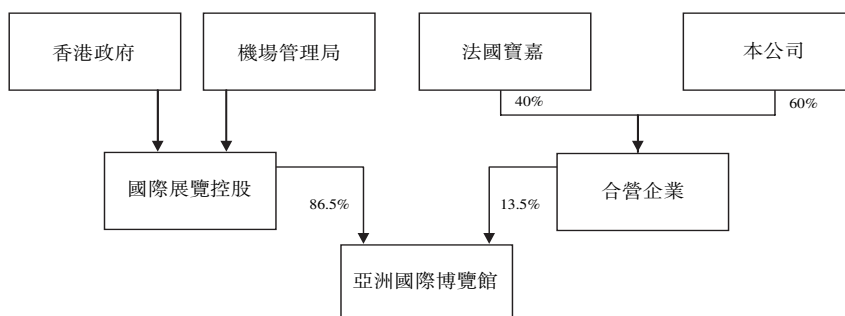 香港政府
機場管理局
法國寶嘉
本公司
40%
60%
國際展覽控股
合營企業
86.5%
13.5%
亞洲國際博覽館